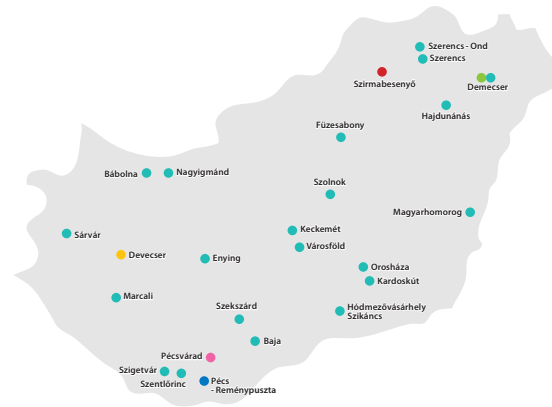 Szerencs - Ond
Szerencs
Szirmabesenyő
Demecser
Hajdunánás
Füzesabony
Bábolna
Nagyigmánd
Szolnok
Magyarhomorog
Sárvár
Keckemét
Városföld
Devecser
Enying
Orosháza
Kardoskút
Marcali
Szekszárd
Hódmezővásárhely
Szikáncs
Baja
Pécsvárad
Szigetvár
Szentlőrinc
Pécs
- Reménypuszta